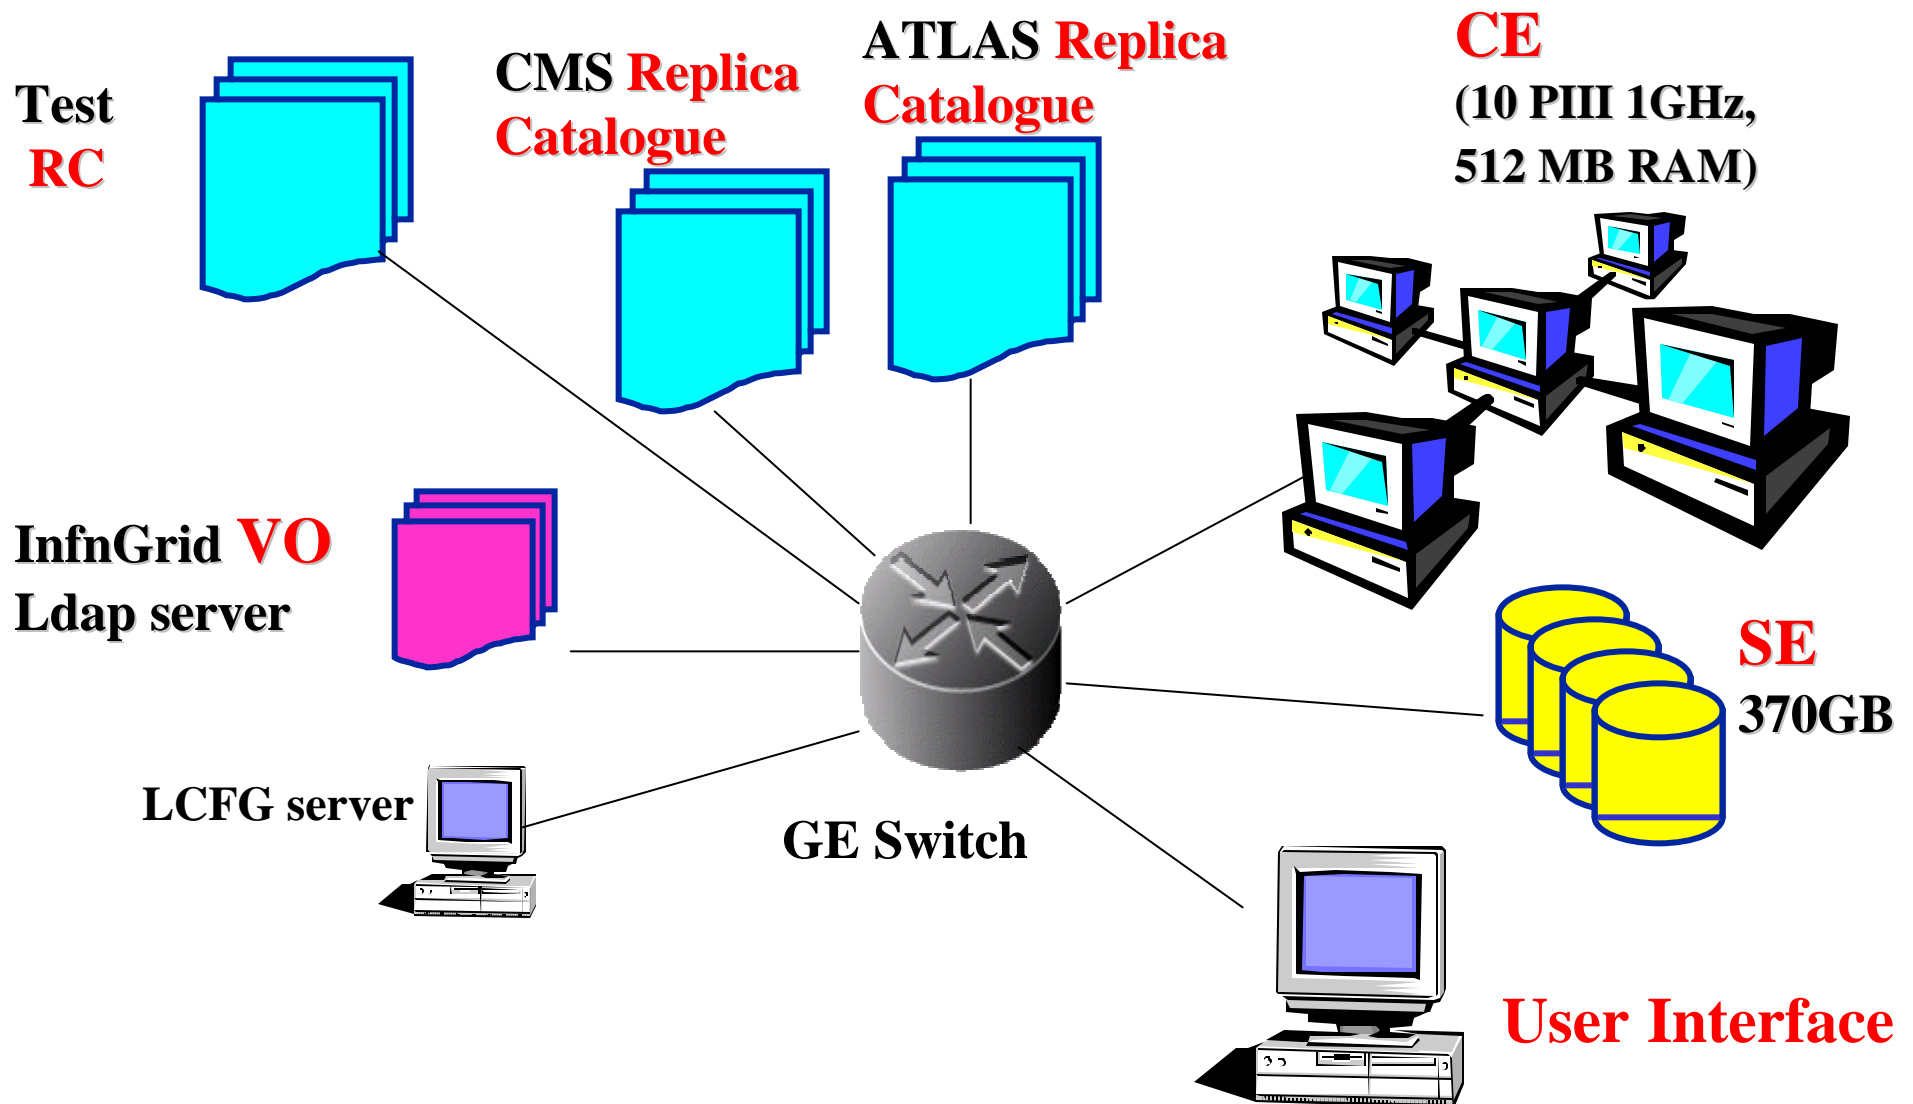 Test
RC
CMS Replica
Catalogue
ATLAS Replica
Catalogue
CE
(10 PIII 1GHz,
512 MB RAM)
InfnGrid VO
Ldap server
SE
370GB
LCFG server
GE Switch
User Interface